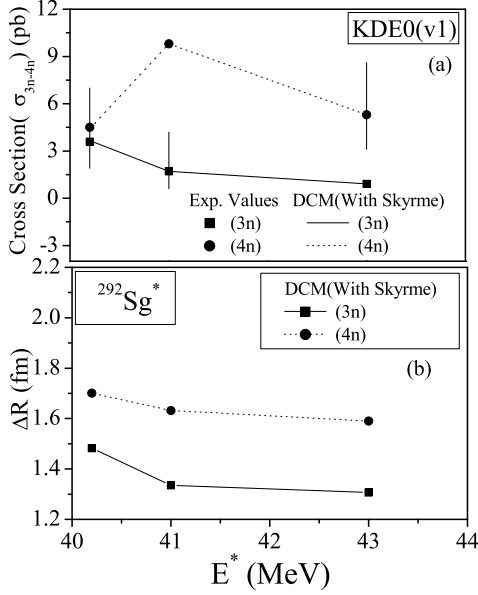 12
9
6
3
0
-3
Cross Section( σ3n-4n) (pb)
KDE0(v1)
(a)
Exp. Values DCM(With Skyrme)
(3n) (3n)
(4n) (4n)
2.2
2.0
1.8
1.6
1.4
1.2
ΔR (fm)
²⁹²Sg*
DCM(With Skyrme)
(3n)
(4n)
(b)
40 41 42 43 44
E* (MeV)